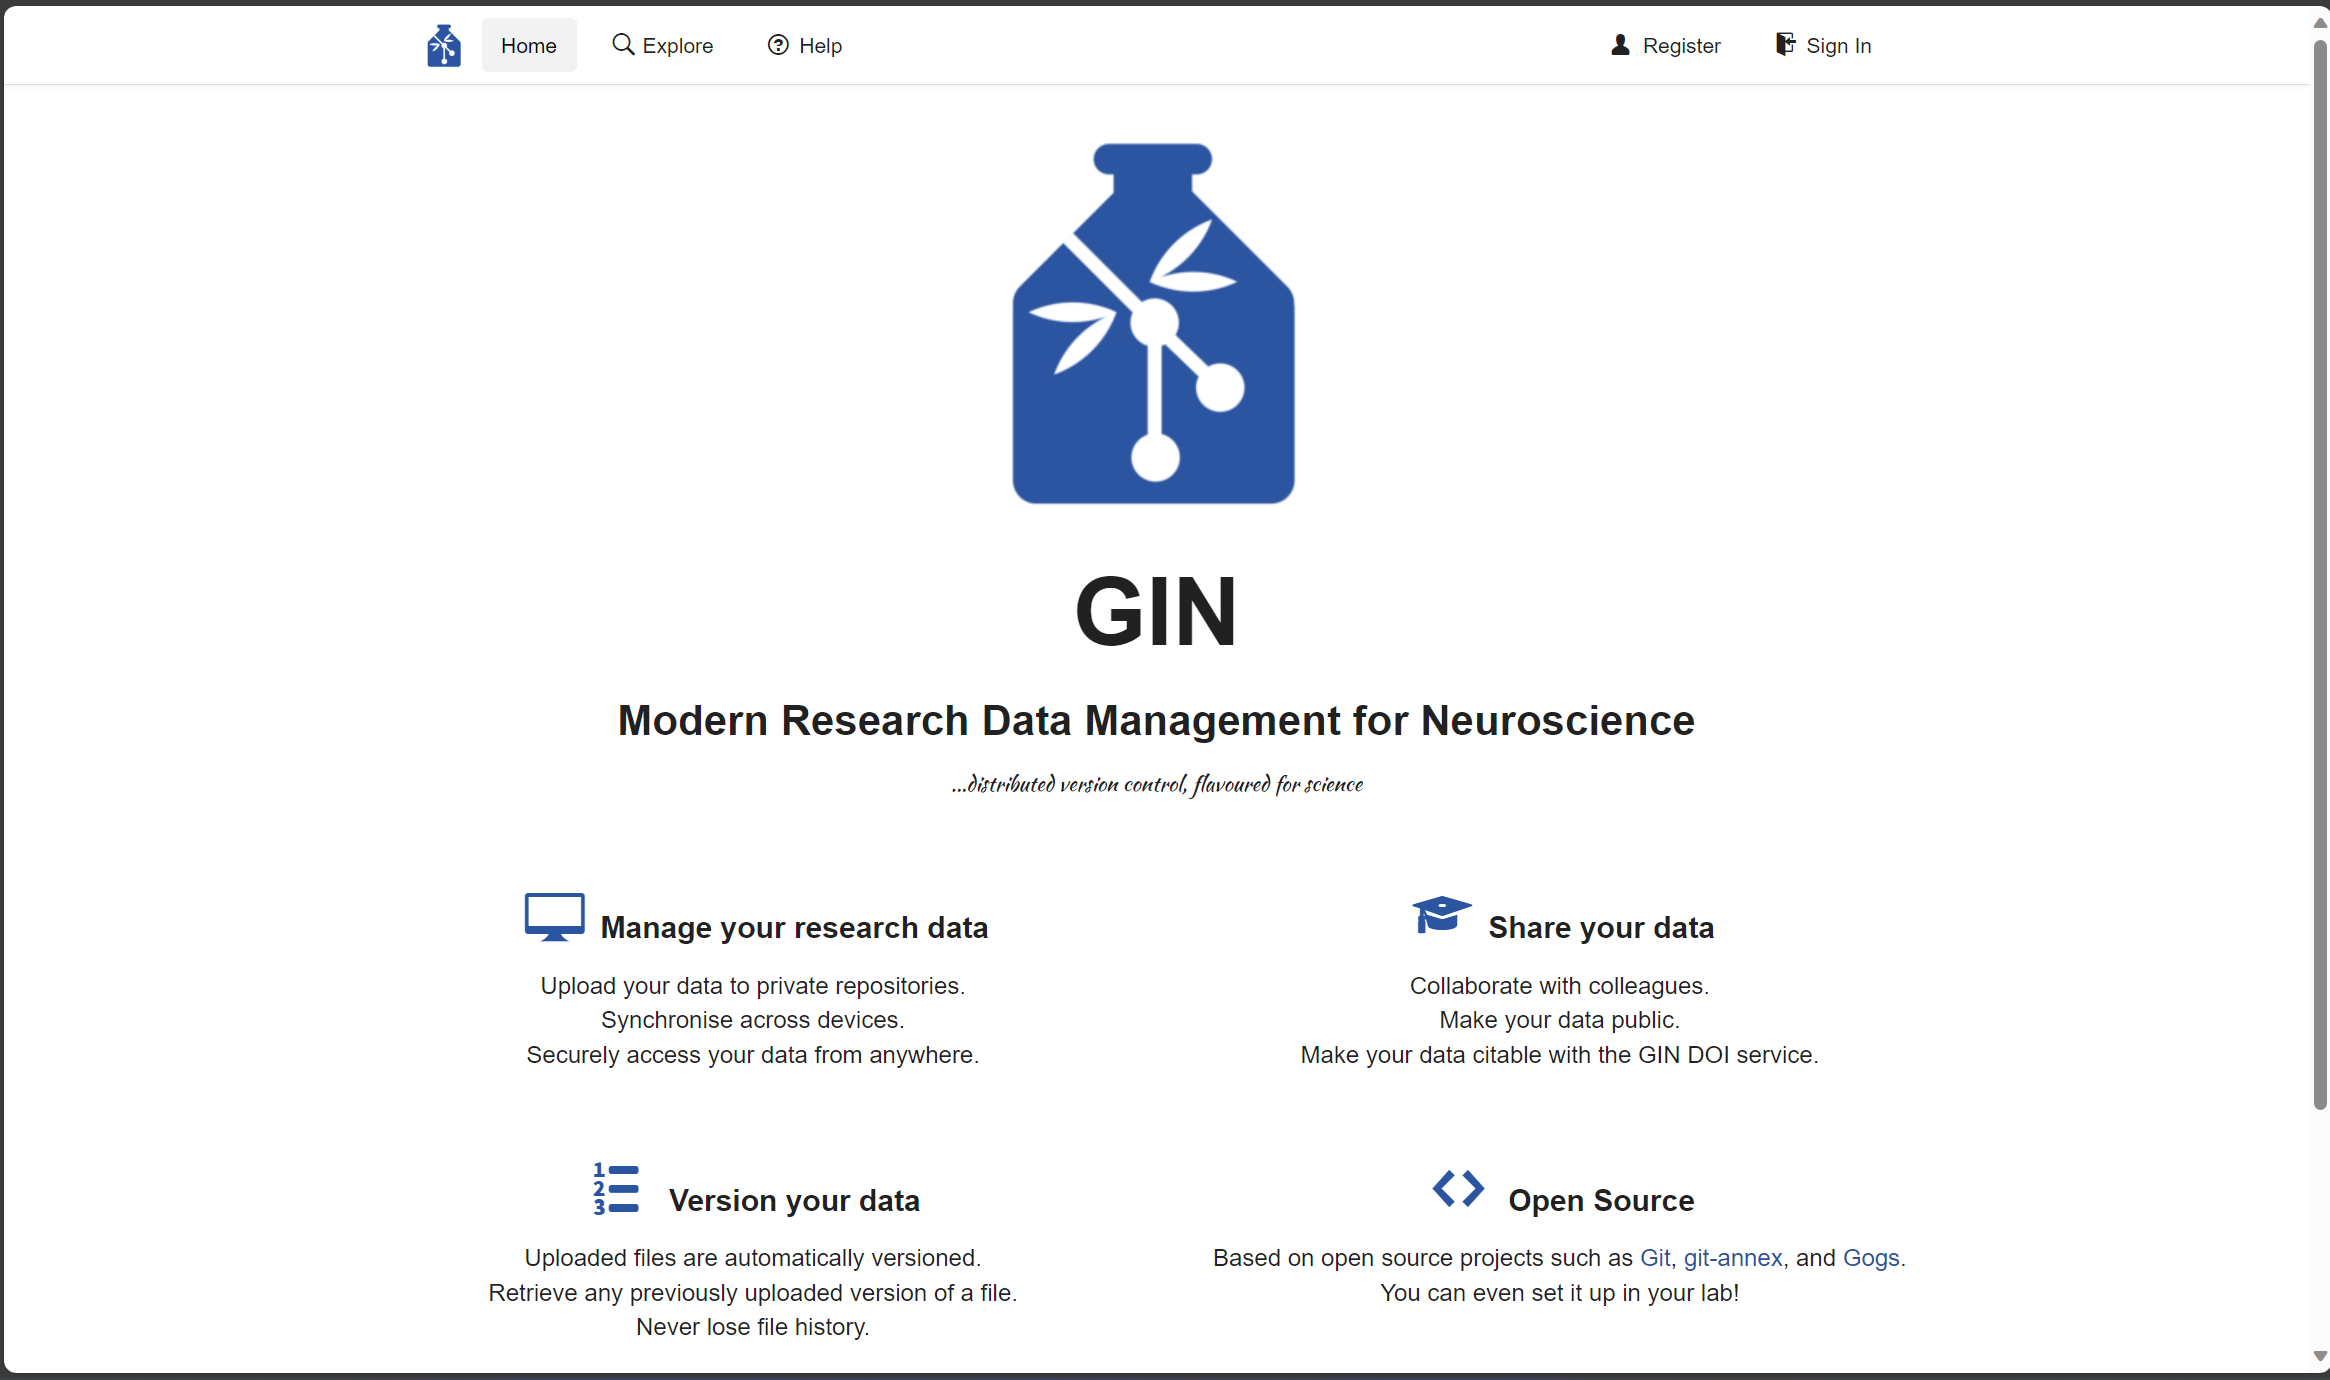 Home Explore Help Register Sign In
GIN
Modern Research Data Management for Neuroscience
...distributed version control, flavoured for science
Manage your research data
Upload your data to private repositories.
Synchronise across devices.
Securely access your data from anywhere.
Share your data
Collaborate with colleagues.
Make your data public.
Make your data citable with the GIN DOI service.
1
2
3
Version your data
Uploaded files are automatically versioned.
Retrieve any previously uploaded version of a file.
Never lose file history.
Open Source
Based on open source projects such as Git, git-annex, and Gogs.
You can even set it up in your lab!